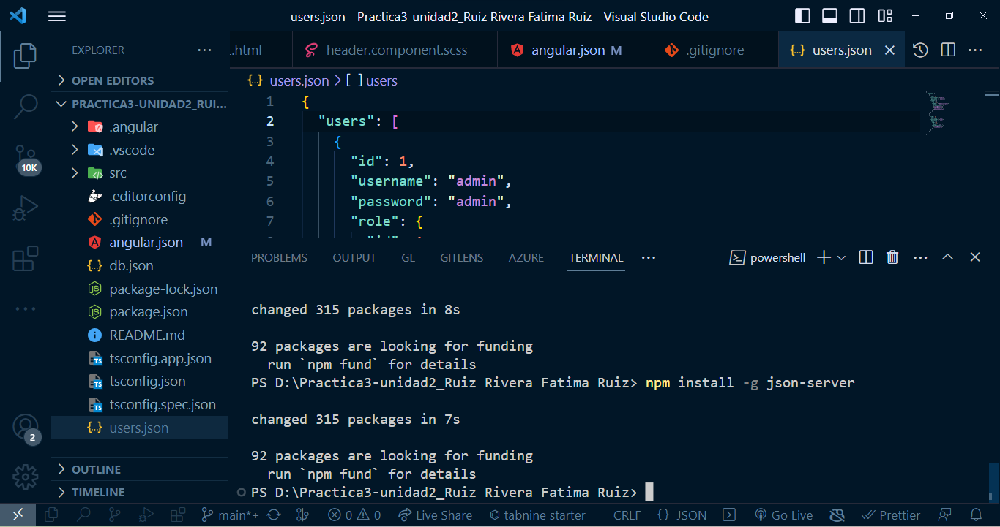 users.json - Practica3-unidad2_Ruiz Rivera Fatima Ruiz - Visual Studio Code
EXPLORER
OPEN EDITORS
PRACTICA3-UNIDAD2_RUI...
.angular
.vscode
src
.editorconfig
.gitignore
angular.json M
db.json
package-lock.json
package.json
README.md
tsconfig.app.json
tsconfig.json
tsconfig.spec.json
users.json
OUTLINE
TIMELINE
10K
2
t.html
header.component.scss
angular.json M
.gitignore
{..} users.json
{..} users.json > [ ] users
1 {
2 "users": [
3 {
4 "id": 1,
5 "username": "admin",
6 "password": "admin",
7 "role": {
PROBLEMS OUTPUT GL GITLENS AZURE TERMINAL ... powershell
changed 315 packages in 8s
92 packages are looking for funding
run `npm fund` for details
PS D:\Practica3-unidad2_Ruiz Rivera Fatima Ruiz> npm install -g json-server
changed 315 packages in 7s
92 packages are looking for funding
run `npm fund` for details
PS D:\Practica3-unidad2_Ruiz Rivera Fatima Ruiz>
main*+ 0 0 Live Share tabnine starter CRLF { } JSON Go Live Prettier